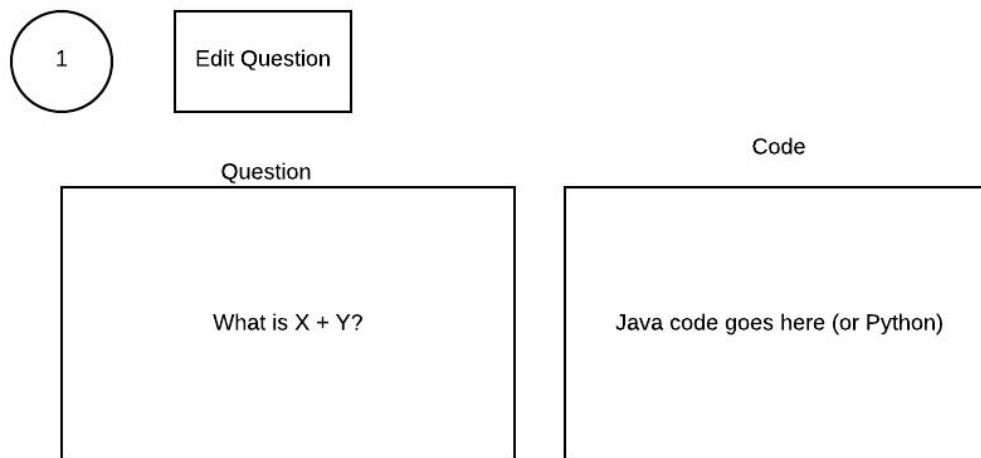 1
Edit Question
Code
Question
What is X + Y?
Java code goes here (or Python)